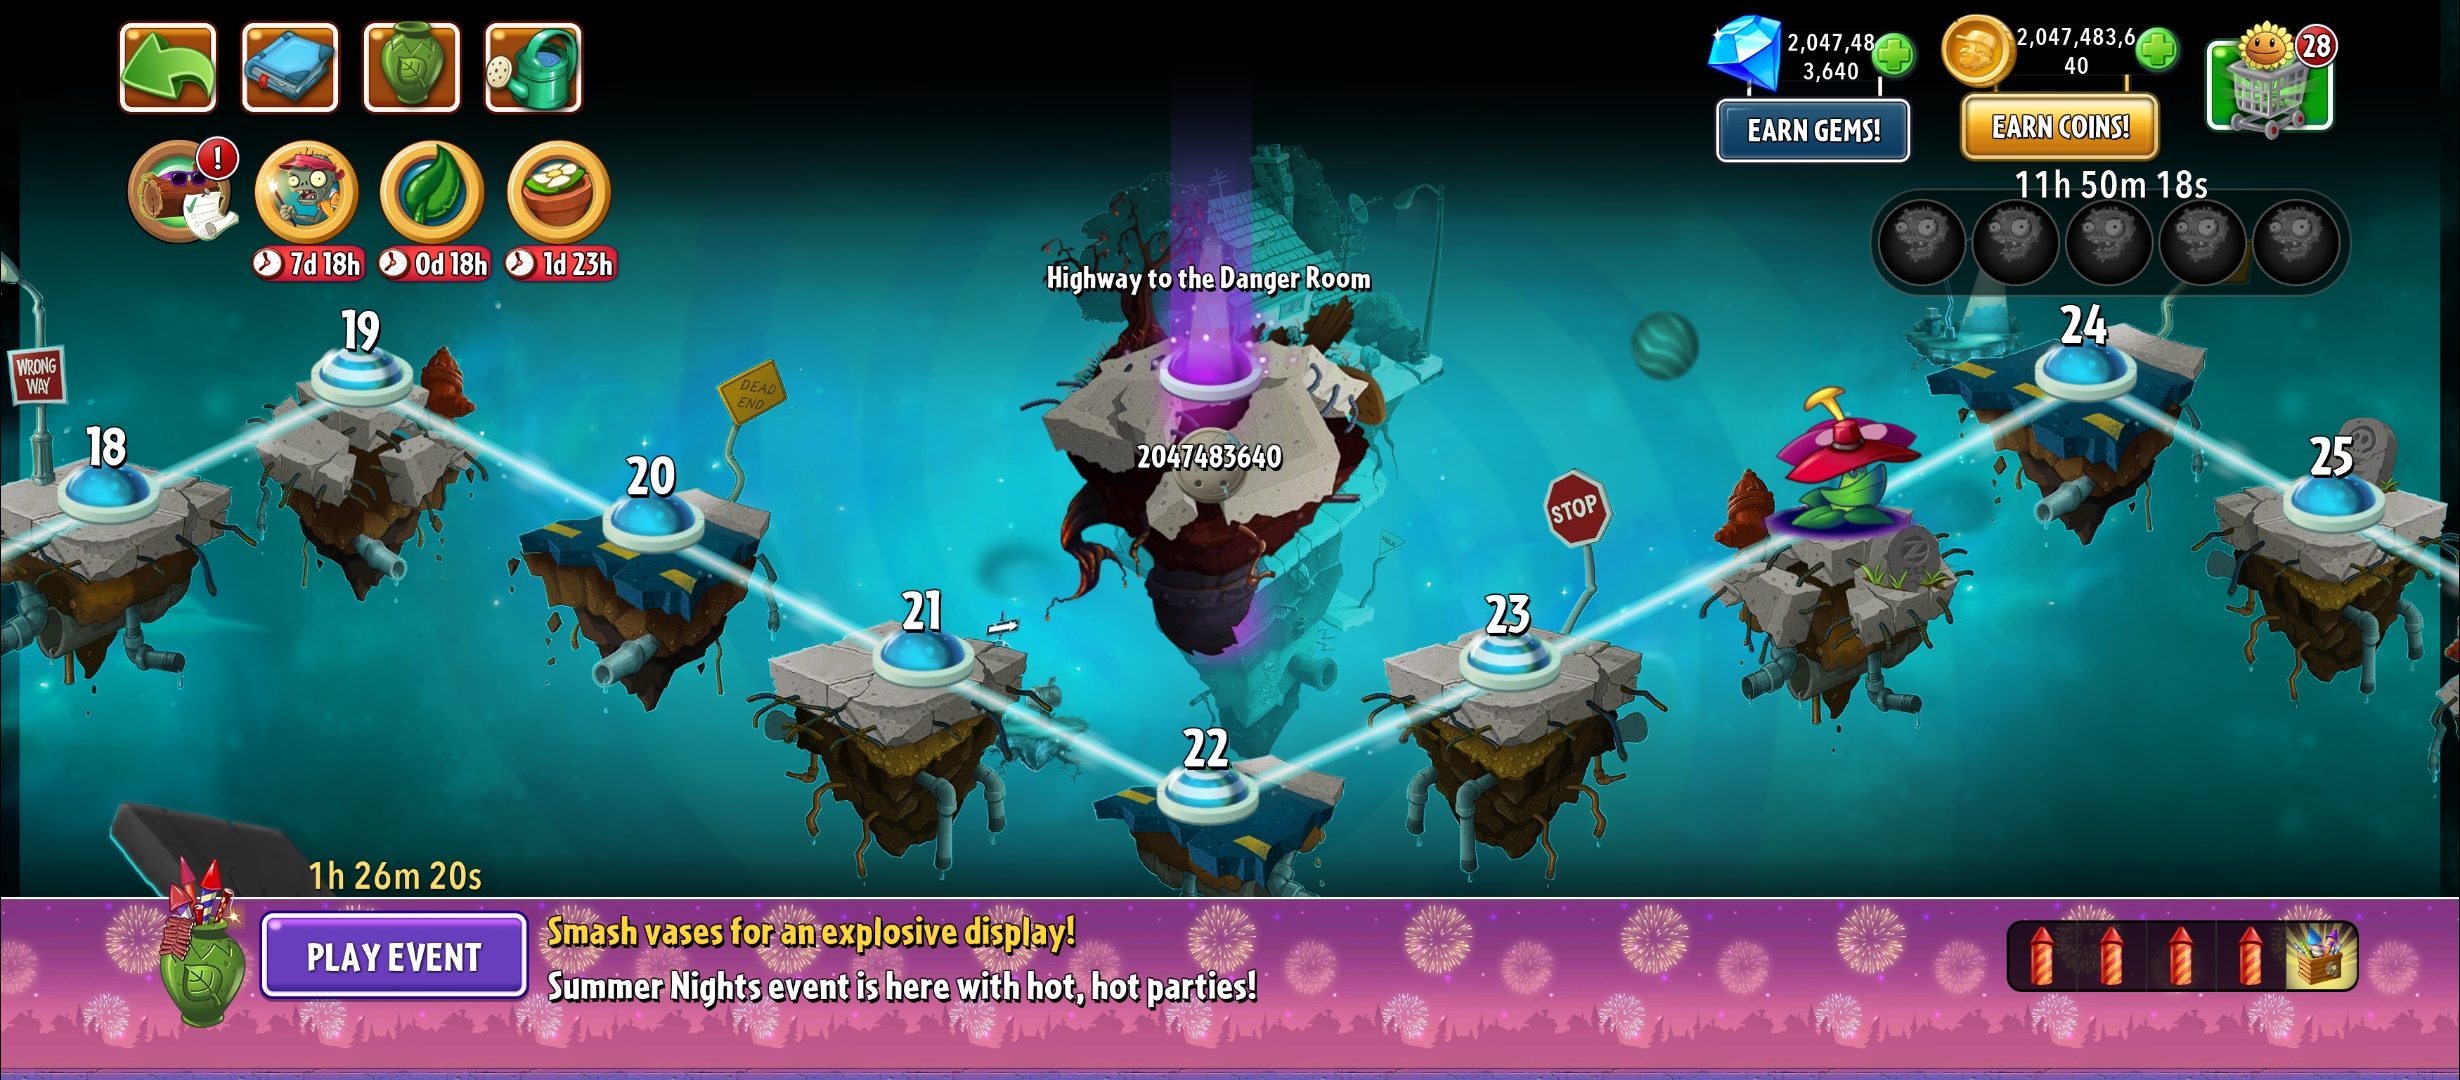 2,047,48
3,640
2,047,483,6
40
28
EARN GEMS!
EARN COINS!
!
11h 50m 18s
7d 18h
0d 18h
1d 23h
Highway to the Danger Room
19
24
WRONG
WAY
DEAD
END
18
20
2047483640
25
STOP
21
23
22
1h 26m 20s
PLAY EVENT
Smash vases for an explosive display!
Summer Nights event is here with hot, hot parties!